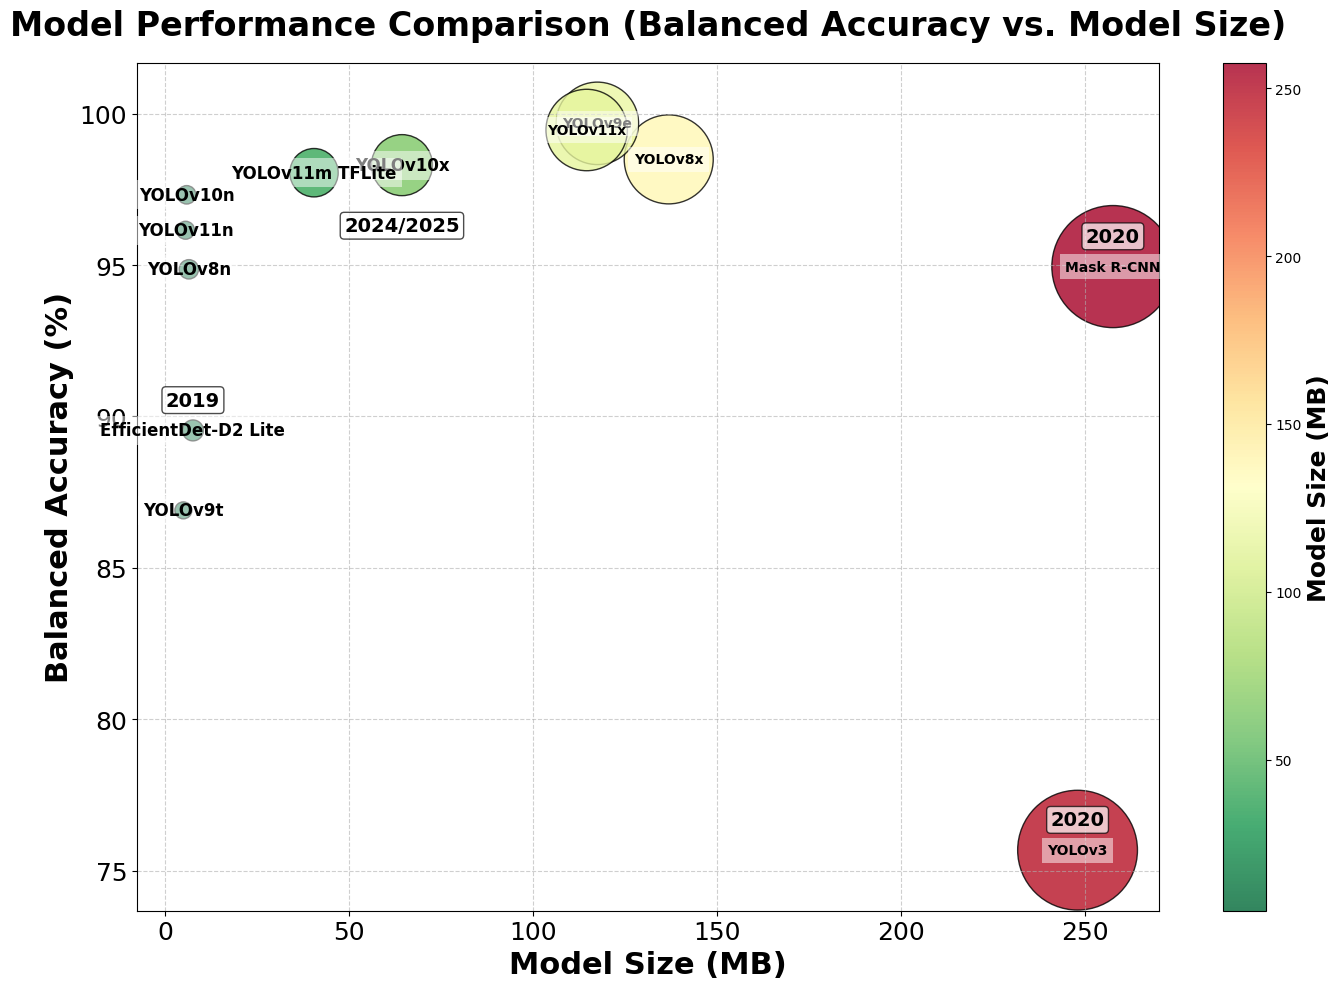 Model Performance Comparison (Balanced Accuracy vs. Model Size)
Balanced Accuracy (%)
100
95
90
85
80
75
YOLOv9e
YOLOv11x
YOLOv8x
YOLOv10x
YOLOv11m TFLite
YOLOv10n
2024/2025
YOLOv11n
2020
Mask R-CNN
YOLOv8n
2019
EfficientDet-D2 Lite
YOLOv9t
2020
YOLOv3
0
50
100
150
200
250
Model Size (MB)
250
200
150
100
50
Model Size (MB)